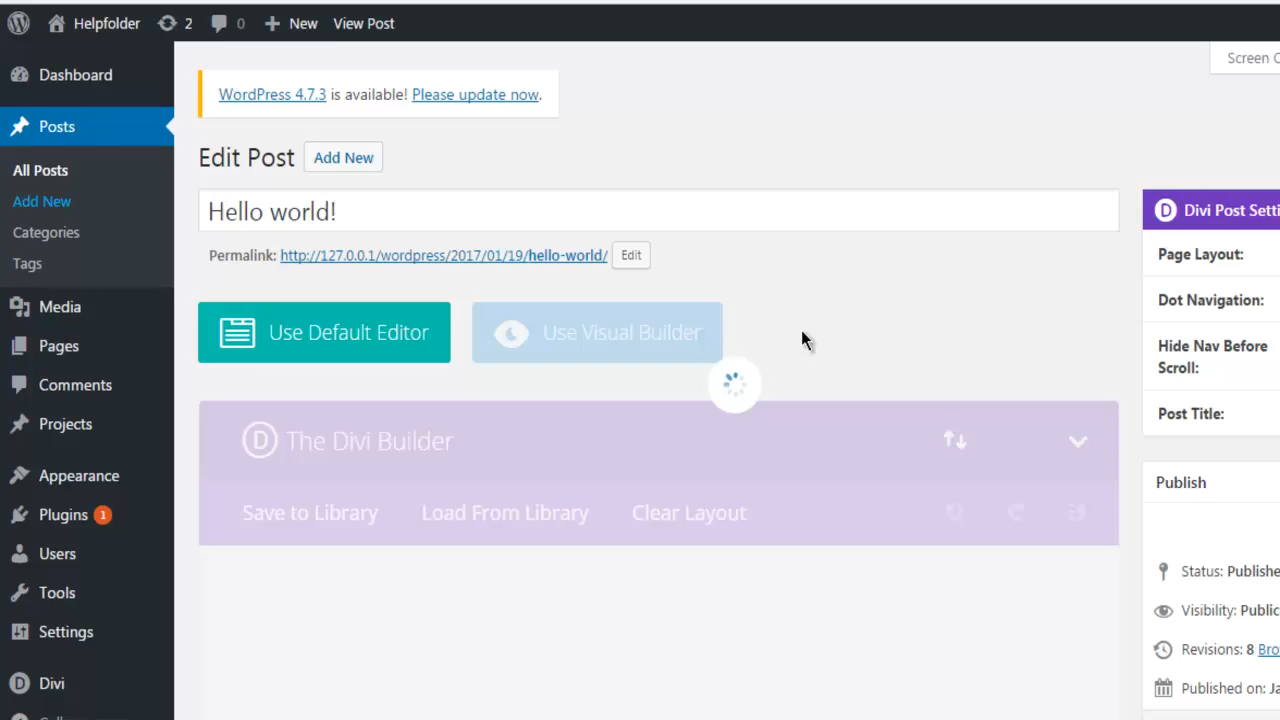 Helpfolder 2 0 New View Post
Screen
Dashboard
Posts
All Posts
Add New
Categories
Tags
Media
Pages
Comments
Projects
Appearance
Plugins 1
Users
Tools
Settings
Divi
WordPress 4.7.3 is available! Please update now.
Edit Post Add New
Hello world!
Permalink: http://127.0.0.1/wordpress/2017/01/19/hello-world/ Edit
Use Default Editor Use Visual Builder
D The Divi Builder
Save to Library Load From Library Clear Layout
D Divi Post
Page Layout:
Dot Navigation:
Hide Nav Before
Scroll:
Post Title:
Publish
Status:
Visibility: Public
Revisions: 8
Published on: